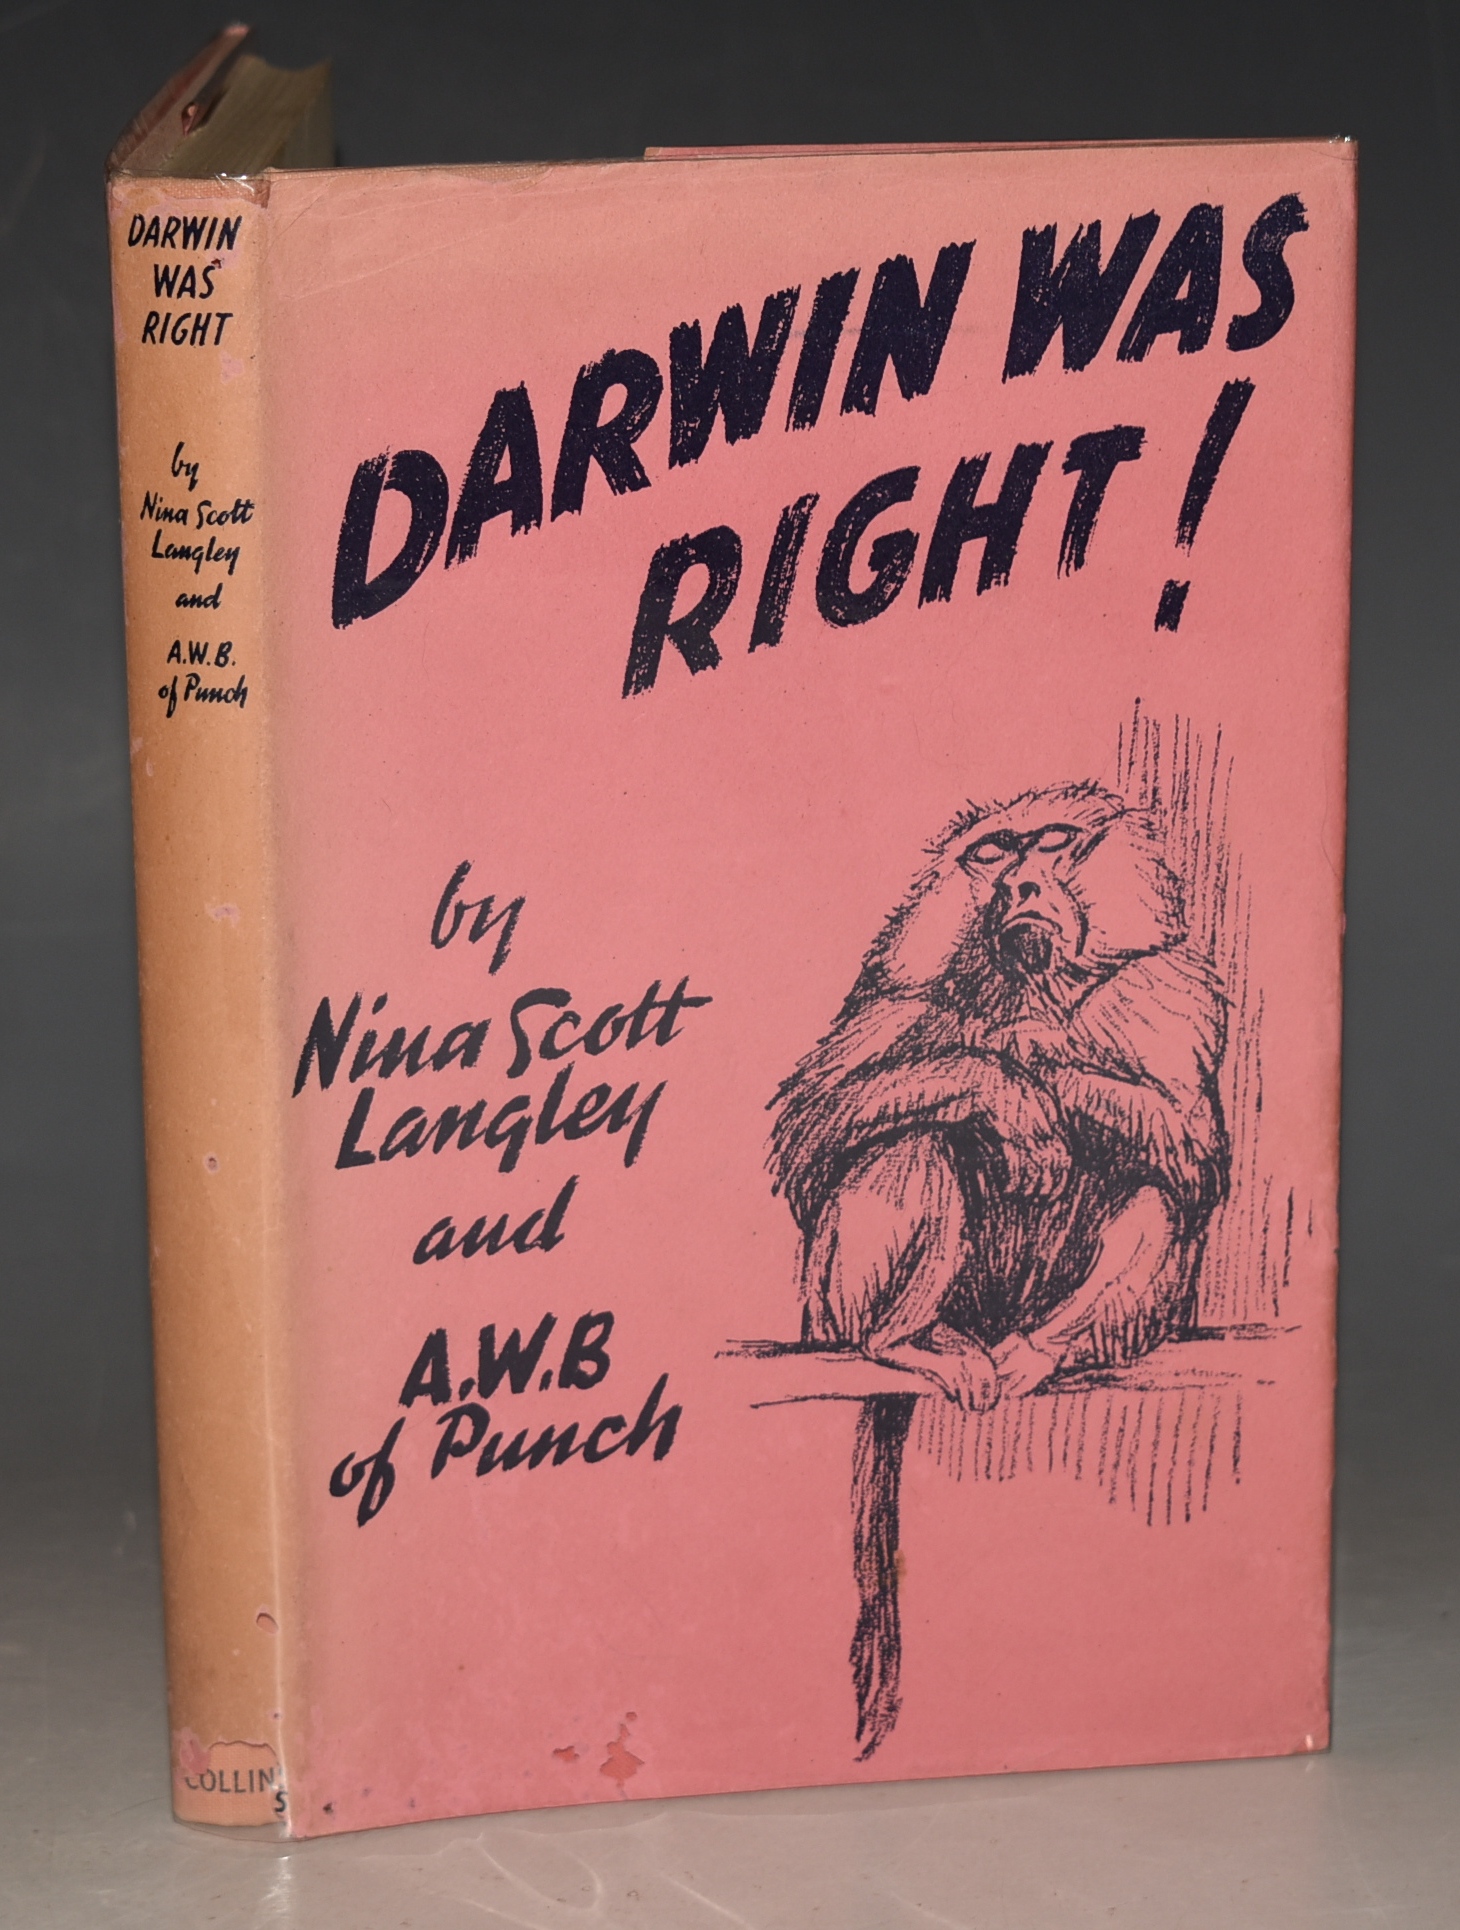 DARWIN
WAS
RIGHT
by
Nina Scott
Langley
and
A.W.B.
of Punch
COLLINS
DARWIN WAS
RIGHT!
by
Nina Scott
Langley
and
A.W.B
of Punch